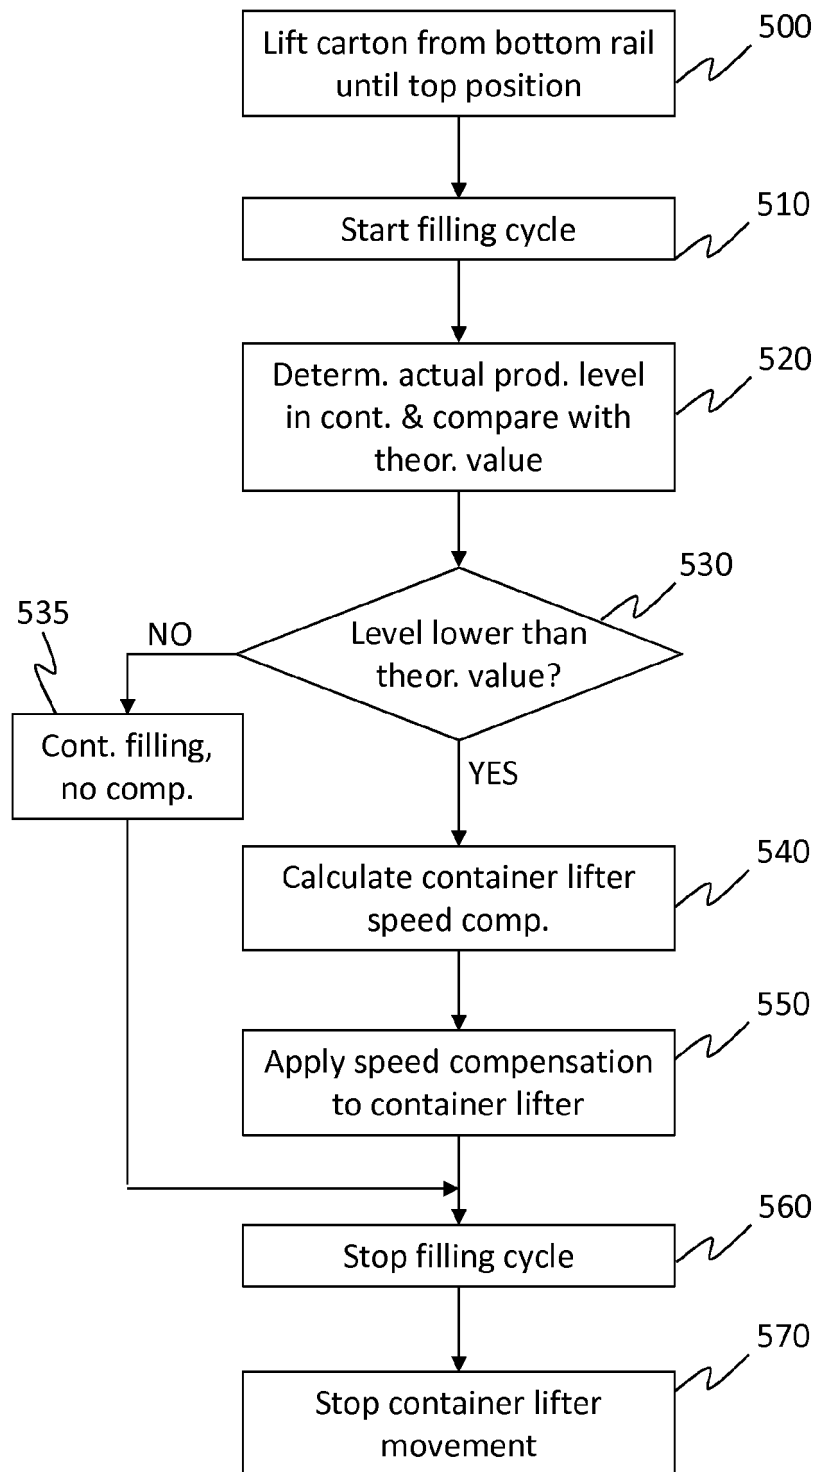 500
Lift carton from bottom rail
until top position
510
Start filling cycle
520
Determ. actual prod. level
in cont. & compare with
theor. value
530
Level lower than
theor. value?
535
NO
Cont. filling,
no comp.
YES
540
Calculate container lifter
speed comp.
550
Apply speed compensation
to container lifter
560
Stop filling cycle
570
Stop container lifter
movement